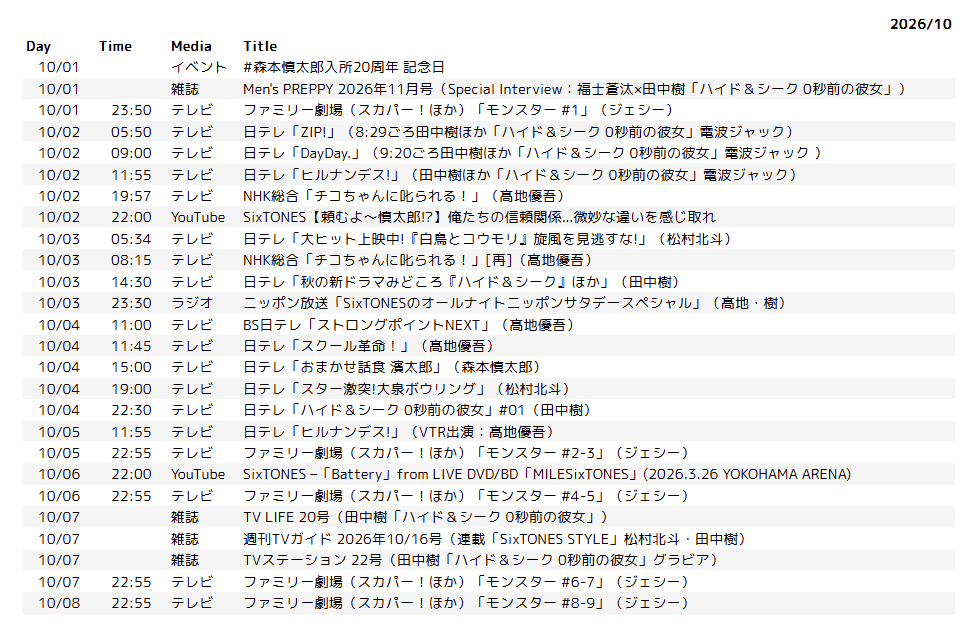 2026/10
Day Time Media Title
10/01 イベント #森本慎太郎入所20周年 記念日
10/01 雑誌 Men's PREPPY 2026年11月号（Special Interview：福士蒼汰×田中樹「ハイド＆シーク 0秒前の彼女」）
10/01 23:50 テレビ ファミリー劇場（スカパー！ほか）「モンスター #1」（ジェシー）
10/02 05:50 テレビ 日テレ「ZIP!」（8:29ごろ田中樹ほか「ハイド＆シーク 0秒前の彼女」電波ジャック）
10/02 09:00 テレビ 日テレ「DayDay.」（9:20ごろ田中樹ほか「ハイド＆シーク 0秒前の彼女」電波ジャック ）
10/02 11:55 テレビ 日テレ「ヒルナンデス!」（田中樹ほか「ハイド＆シーク 0秒前の彼女」電波ジャック）
10/02 19:57 テレビ NHK総合「チコちゃんに叱られる！」（髙地優吾）
10/02 22:00 YouTube SixTONES【頼むよ〜慎太郎!?】俺たちの信頼関係…微妙な違いを感じ取れ
10/03 05:34 テレビ 日テレ「大ヒット上映中!『白鳥とコウモリ』旋風を見逃すな!」（松村北斗）
10/03 08:15 テレビ NHK総合「チコちゃんに叱られる！」[再]（髙地優吾）
10/03 14:30 テレビ 日テレ「秋の新ドラマみどころ『ハイド＆シーク』ほか」（田中樹）
10/03 23:30 ラジオ ニッポン放送「SixTONESのオールナイトニッポンサタデースペシャル」（髙地・樹）
10/04 11:00 テレビ BS日テレ「ストロングポイントNEXT」（髙地優吾）
10/04 11:45 テレビ 日テレ「スクール革命！」（髙地優吾）
10/04 15:00 テレビ 日テレ「おまかせ話食 濱太郎」（森本慎太郎）
10/04 19:00 テレビ 日テレ「スター激突!大泉ボウリング」（松村北斗）
10/04 22:30 テレビ 日テレ「ハイド＆シーク 0秒前の彼女」#01（田中樹）
10/05 11:55 テレビ 日テレ「ヒルナンデス!」（VTR出演：髙地優吾）
10/05 22:55 テレビ ファミリー劇場（スカパー！ほか）「モンスター #2-3」（ジェシー）
10/06 22:00 YouTube SixTONES –「Battery」from LIVE DVD/BD「MILESixTONES」(2026.3.26 YOKOHAMA ARENA)
10/06 22:55 テレビ ファミリー劇場（スカパー！ほか）「モンスター #4-5」（ジェシー）
10/07 雑誌 TV LIFE 20号（田中樹「ハイド＆シーク 0秒前の彼女」）
10/07 雑誌 週刊TVガイド 2026年10/16号（連載「SixTONES STYLE」松村北斗・田中樹）
10/07 雑誌 TVステーション 22号（田中樹「ハイド＆シーク 0秒前の彼女」グラビア）
10/07 22:55 テレビ ファミリー劇場（スカパー！ほか）「モンスター #6-7」（ジェシー）
10/08 22:55 テレビ ファミリー劇場（スカパー！ほか）「モンスター #8-9」（ジェシー）